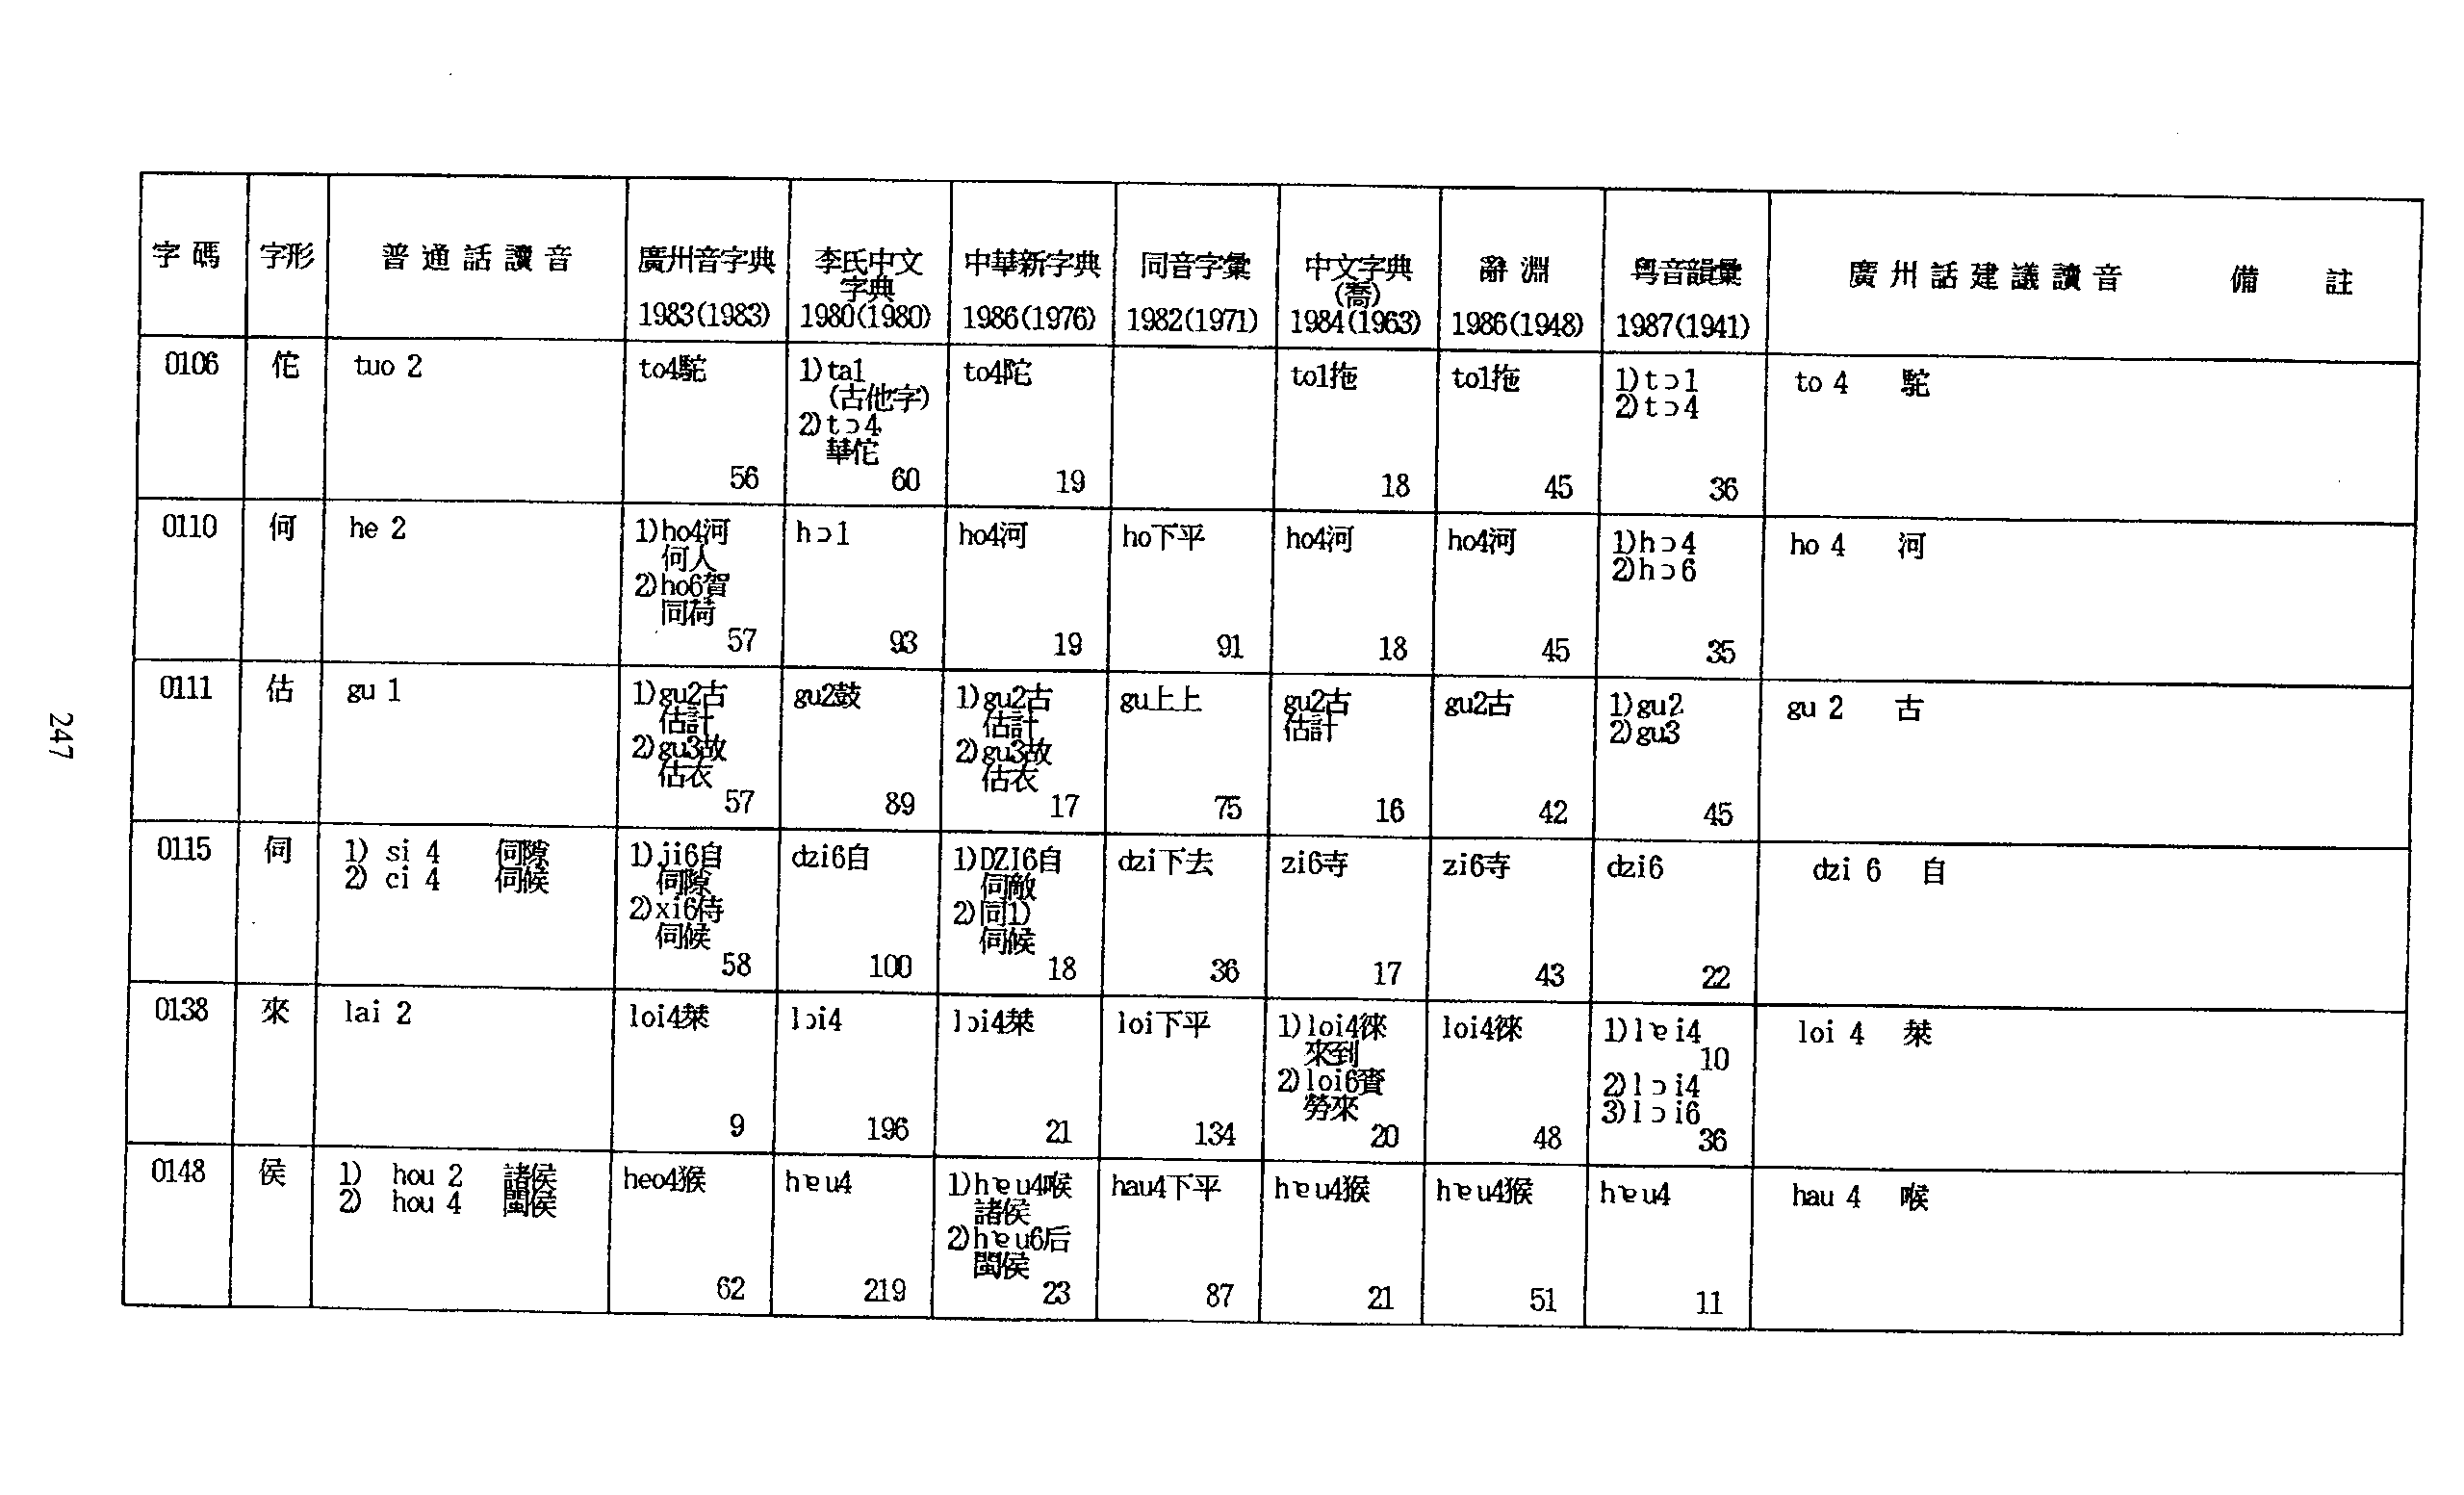 字 碼
字形
普 通 話 讀 音
廣州音字典
1983(1983)
李氏中文
字典
1980(1980)
中華新字典
1986(1976)
同音字彙
1982(1971)
中文字典
(喬)
1984(1963)
辭 淵
1986(1948)
粵音韻彙
1987(1941)
廣 州 話 建 議 讀 音
備 註
0106
佗
tuo 2
to4駝
56
1)ta1
(古他字)
2)tɔ4
華佗
60
to4陀
19
to1拖
18
to1拖
45
1)tɔ1
2)tɔ4
36
to 4 駝
0110
何
he 2
1)ho4河
何人
2)ho6賀
同荷
57
hɔ1
93
ho4河
19
ho下平
91
ho4河
18
ho4河
45
1)hɔ4
2)hɔ6
35
ho 4 河
0111
估
gu 1
1)gu2古
估計
2)gu3故
估衣
57
gu2鼓
89
1)gu2古
估計
2)gu3故
估衣
17
gu上上
75
gu2古
估計
16
gu2古
42
1)gu2
2)gu3
45
gu 2 古
0115
伺
1) si 4 伺隙
2) ci 4 伺候
1)ji6自
伺隙
2)xi6侍
伺候
58
dzi6自
100
1)DZI6自
伺敵
2)同1)
伺候
18
dzi下去
36
zi6寺
17
zi6寺
43
dzi6
22
dzi 6 自
0138
來
lai 2
loi4萊
9
lɔi4
196
lɔi4萊
21
loi下平
134
1)loi4徠
來到
2)loi6賚
勞來
20
loi4徠
48
1)lɐi4
10
2)lɔi4
3)lɔi6
36
loi 4 萊
0148
侯
1) hou 2 諸侯
2) hou 4 閩侯
heo4猴
62
hɐu4
219
1)hɐu4喉
諸侯
2)hɐu6后
閩侯
23
hau4下平
87
hɐu4猴
21
hɐu4猴
51
hɐu4
11
hau 4 喉
247